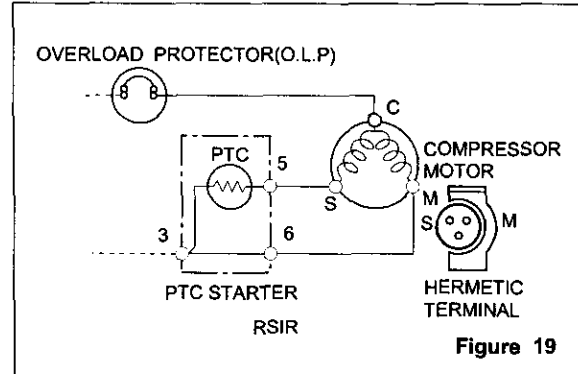 OVERLOAD PROTECTOR(O.L.P)
C
PTC
5
COMPRESSOR
MOTOR
S
M
S
M
3
6
HERMETIC
TERMINAL
PTC STARTER
RSIR
Figure 19